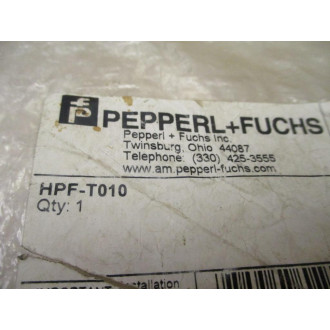 PEPPERL+FUCHS
Pepperl + Fuchs Inc.
Twinsburg, Ohio 44087
Telephone: (330) 425-3555
www.am.pepperl-fuchs.com
HPF-T010
Qty: 1